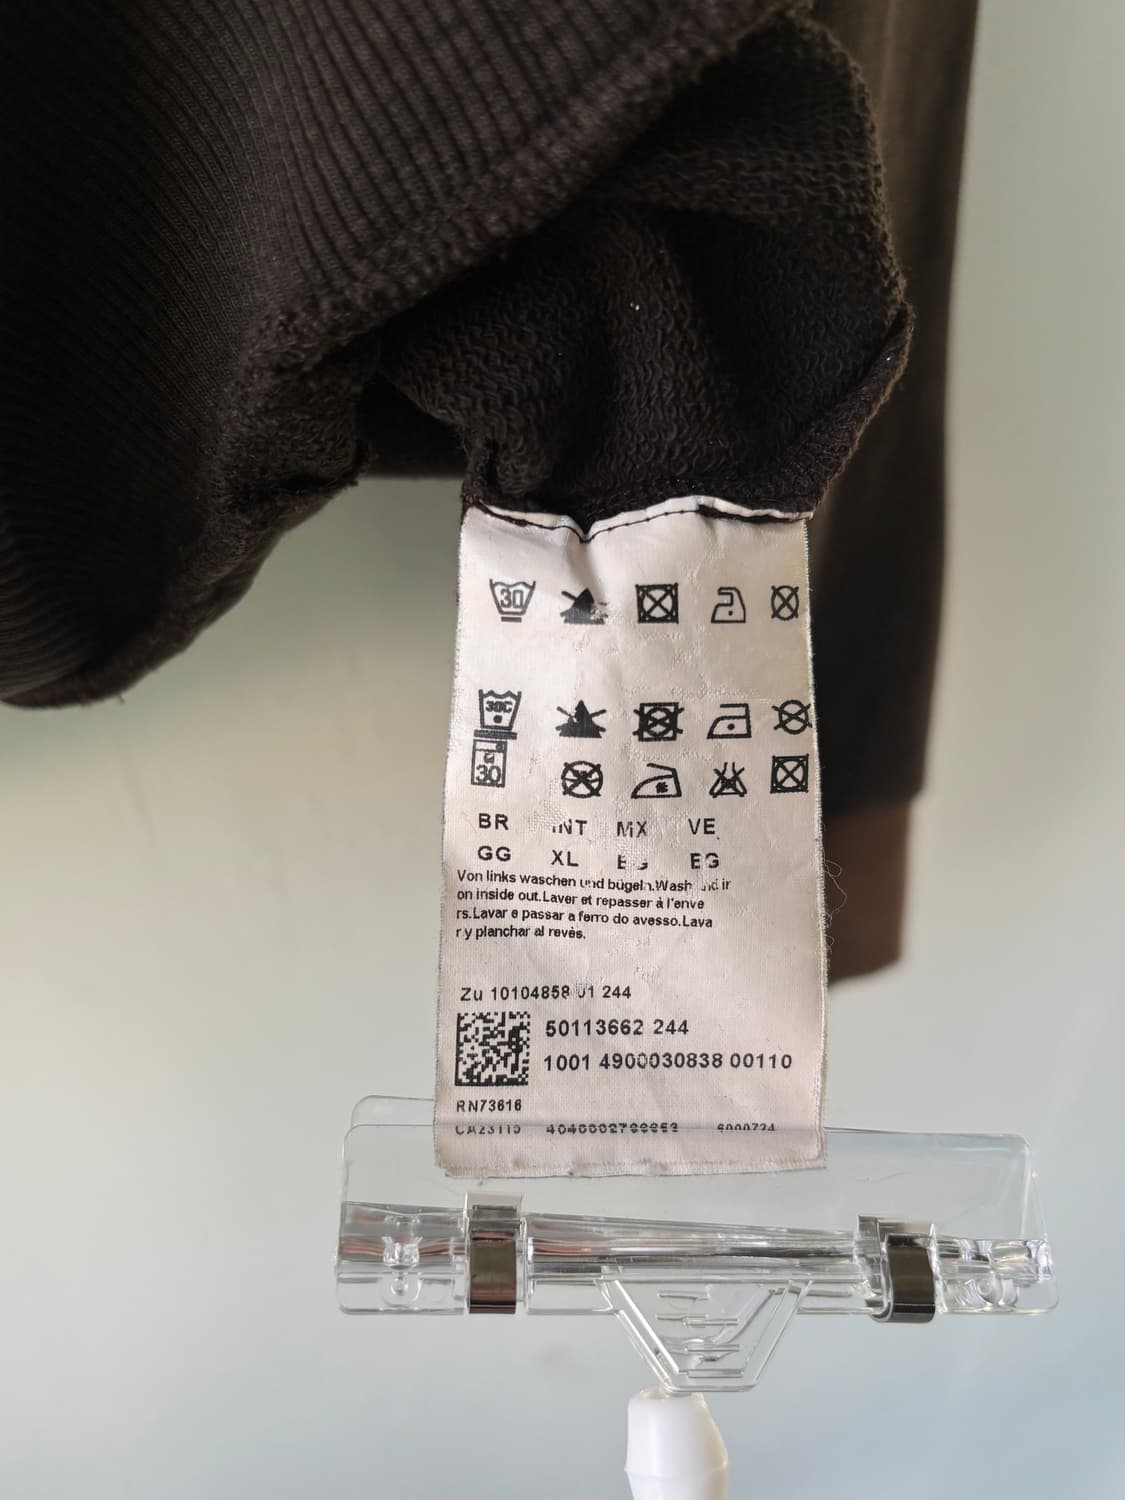 30
30C
30
BR INT MX VE
GG XL EG
Von links waschen und bügeln.Wash and ir
on inside out.Laver et repasser à l'enve
rs.Lavar e passar a ferro do avesso.Lava
r y planchar al revés.
Zu 10104858 01 244
50113662 244
1001 4900030838 00110
RN73616
CA23115